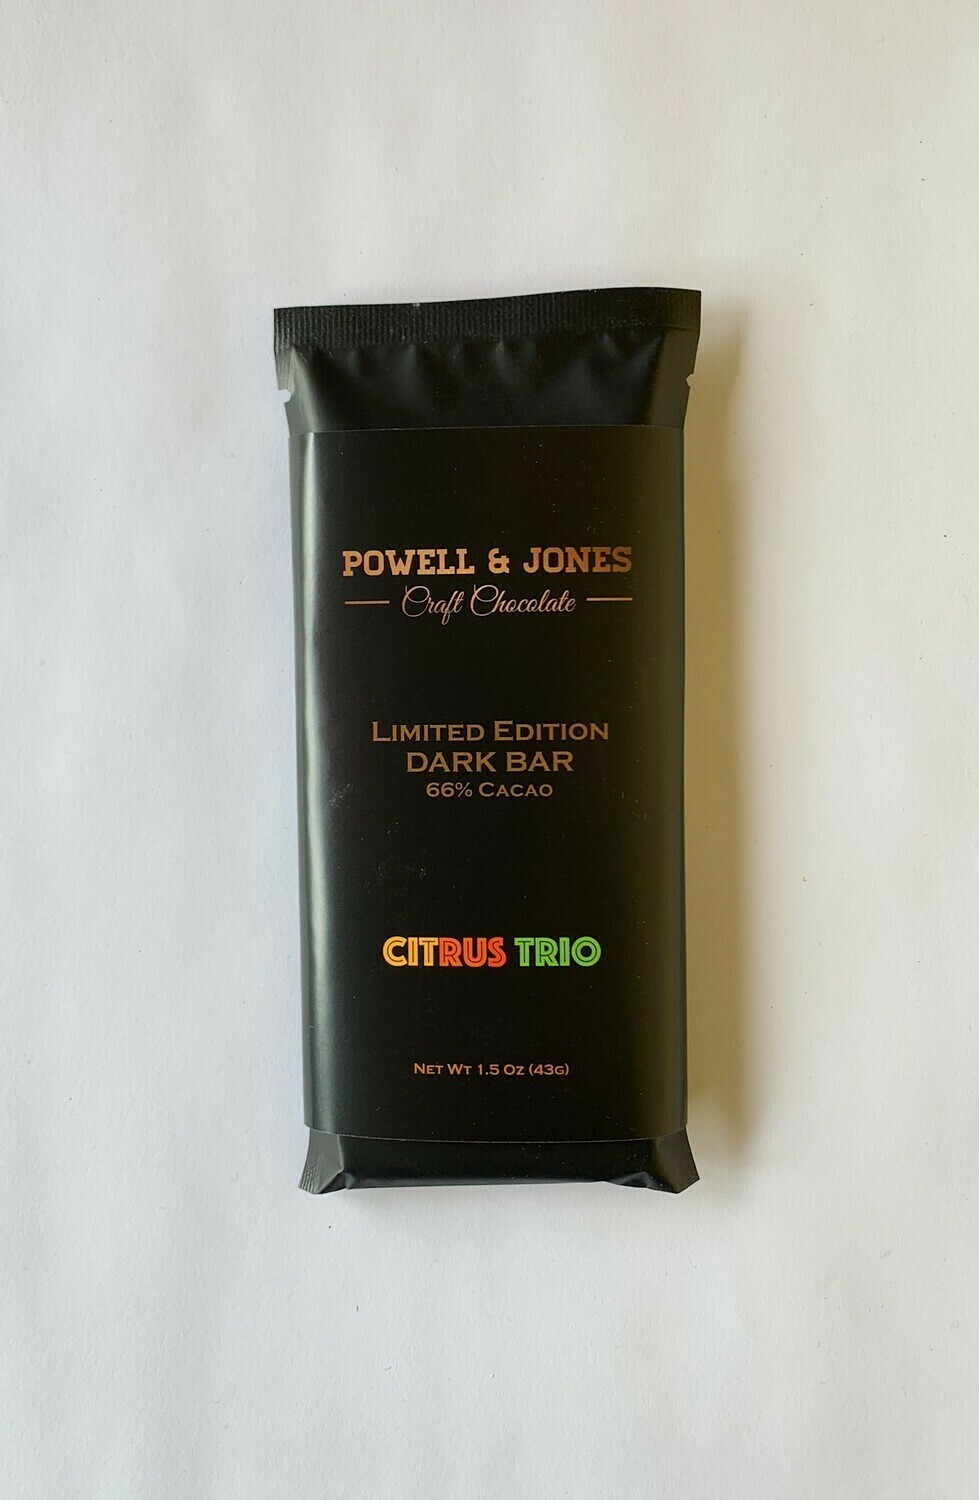 POWELL & JONES
Craft Chocolate
LIMITED EDITION
DARK BAR
66% CACAO
CITRUS TRIO
NET WT 1.5 OZ (43G)